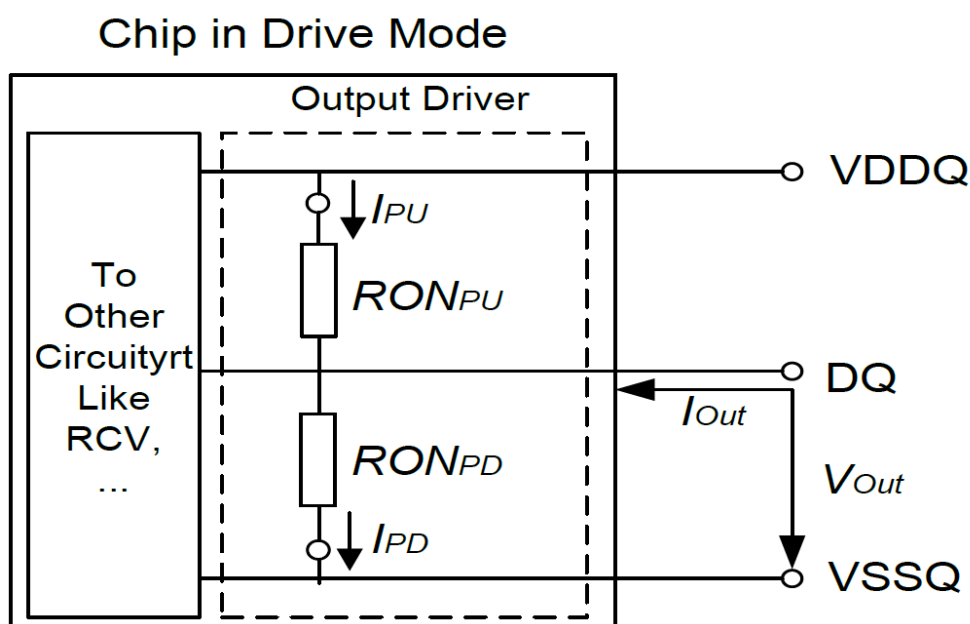 Chip in Drive Mode
Output Driver
VDDQ
IPU
To
Other
Circuityrt
Like
RCV,
...
RONPU
DQ
IOut
RONPD
VOut
IPD
VSSQ